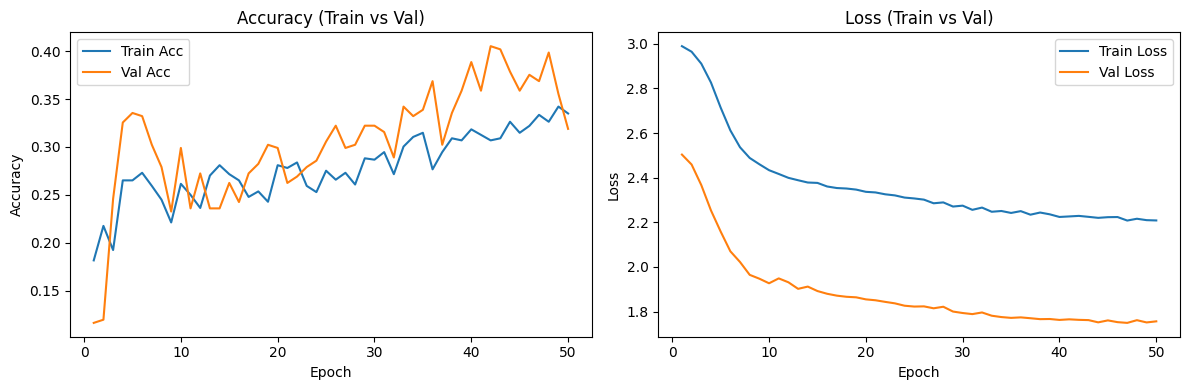 Accuracy (Train vs Val)
Train Acc
Val Acc
0.40
0.35
0.30
0.25
0.20
0.15
Accuracy
0 10 20 30 40 50
Epoch
Loss (Train vs Val)
Train Loss
Val Loss
3.0
2.8
2.6
2.4
2.2
2.0
1.8
Loss
0 10 20 30 40 50
Epoch